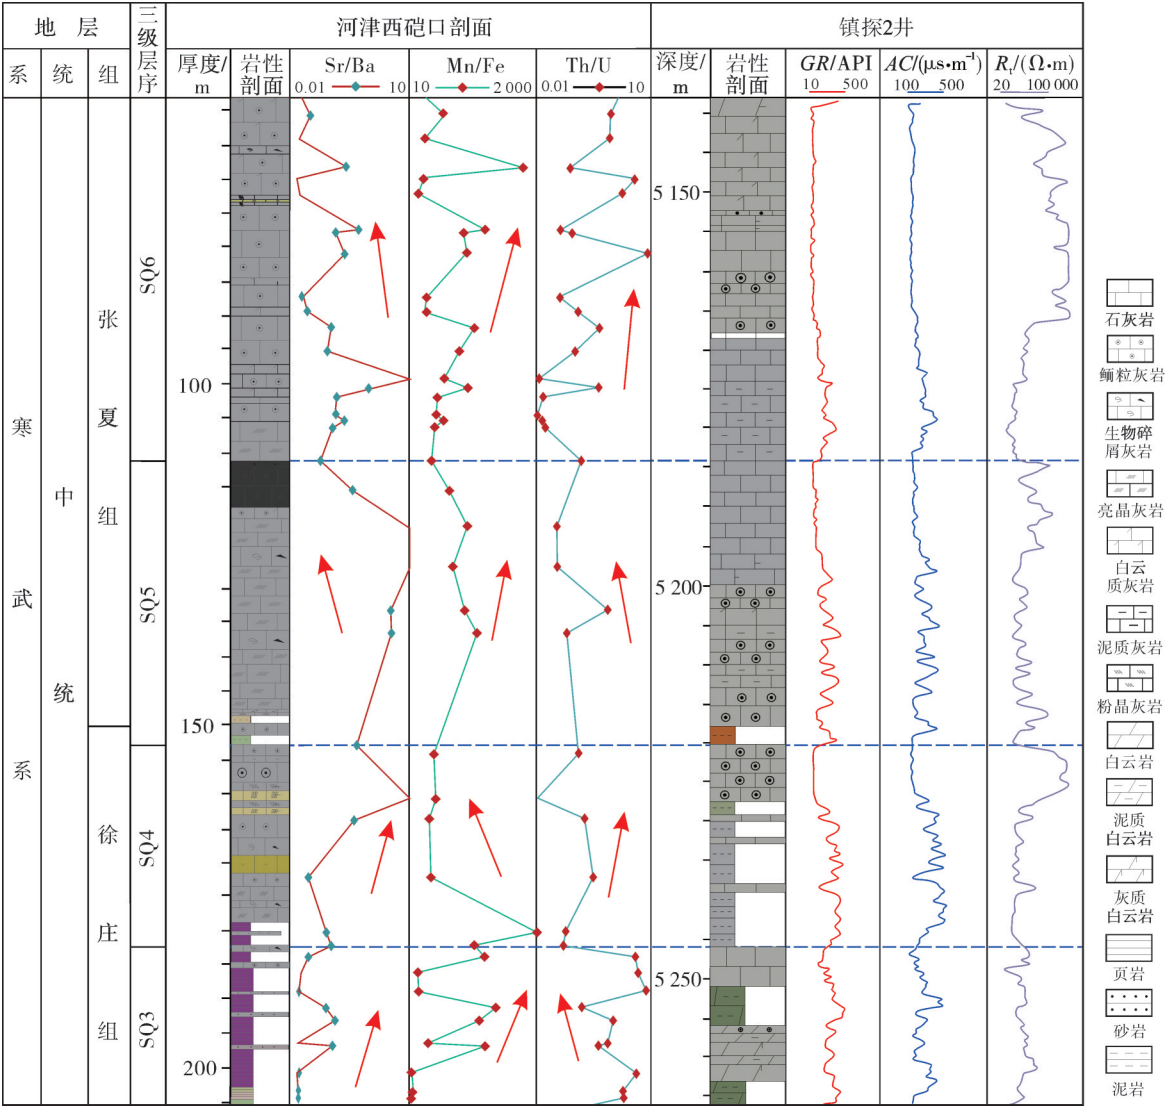 地 层
三级层序
河津西硙口剖面
镇探2井
系
统
组
厚度/m
岩性剖面
Sr/Ba
0.01
10
Mn/Fe
10
2 000
Th/U
0.01
10
深度/m
岩性剖面
GR/API
10
500
AC/(μs•m⁻¹)
100
500
Rₜ/(Ω•m)
20
100 000
寒武系
中统
张夏组
徐庄组
SQ6
SQ5
SQ4
SQ3
100
150
200
5 150
5 200
5 250
石灰岩
鲕粒灰岩
生物碎
屑灰岩
亮晶灰岩
白云
质灰岩
泥质灰岩
粉晶灰岩
白云岩
泥质
白云岩
灰质
白云岩
页岩
砂岩
泥岩